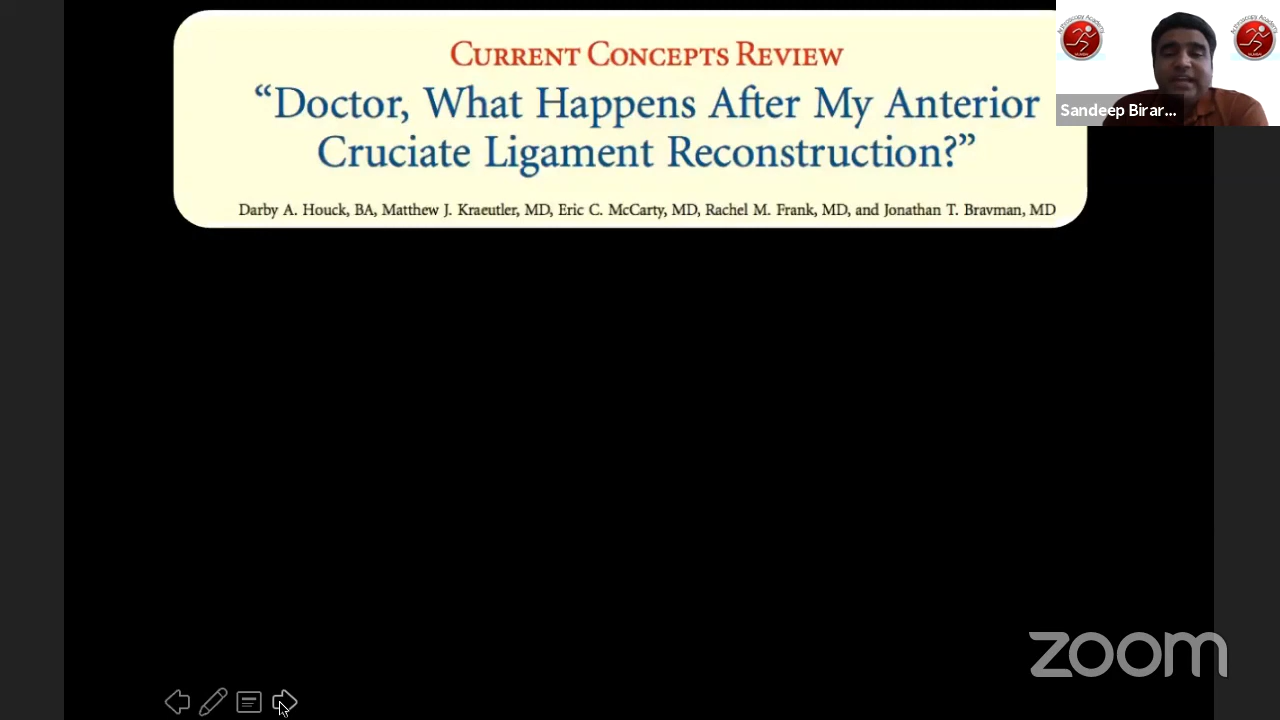 CURRENT CONCEPTS REVIEW
“Doctor, What Happens After My Anterior
Cruciate Ligament Reconstruction?”
Darby A. Houck, BA, Matthew J. Kraeutler, MD, Eric C. McCarty, MD, Rachel M. Frank, MD, and Jonathan T. Bravman, MD
Sandeep Birar...
zoom